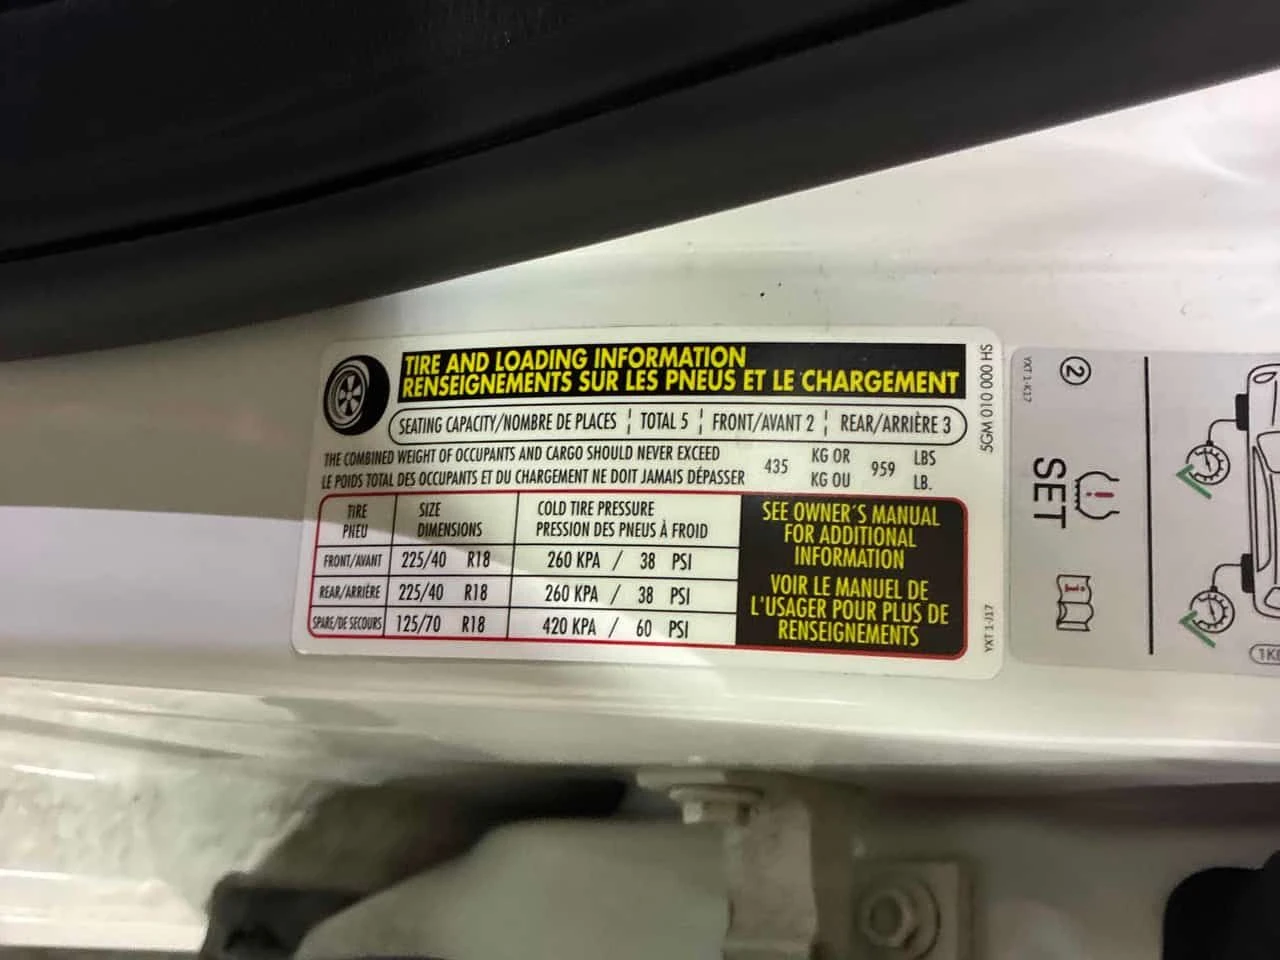 TIRE AND LOADING INFORMATION
RENSEIGNEMENTS SUR LES PNEUS ET LE CHARGEMENT
SEATING CAPACITY/NOMBRE DE PLACES ¦ TOTAL 5 ¦ FRONT/AVANT 2 ¦ REAR/ARRIÈRE 3
THE COMBINED WEIGHT OF OCCUPANTS AND CARGO SHOULD NEVER EXCEED
LE POIDS TOTAL DES OCCUPANTS ET DU CHARGEMENT NE DOIT JAMAIS DÉPASSER
435 KG OR 959 LBS
KG OU LB.
TIRE SIZE COLD TIRE PRESSURE
PNEU DIMENSIONS PRESSION DES PNEUS À FROID
FRONT/AVANT 225/40 R18 260 KPA / 38 PSI
REAR/ARRIÈRE 225/40 R18 260 KPA / 38 PSI
SPARE/DE SECOURS 125/70 R18 420 KPA / 60 PSI
SEE OWNER'S MANUAL
FOR ADDITIONAL
INFORMATION
VOIR LE MANUEL DE
L'USAGER POUR PLUS DE
RENSEIGNEMENTS
5GM 010 000 HS
YXT 1-J17
YXT 1-K17
2
SET